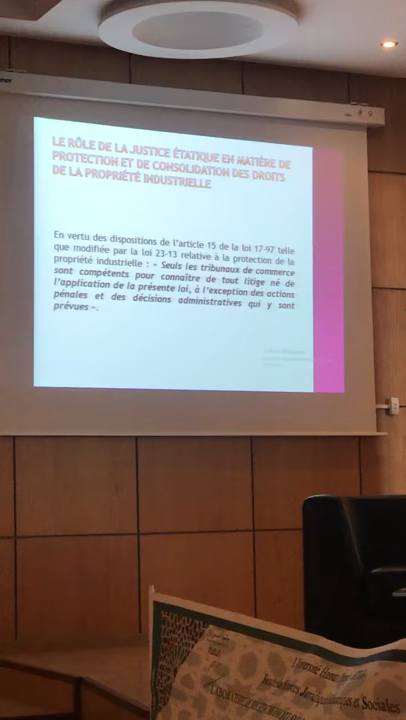 LE RÔLE DE LA JUSTICE ÉTATIQUE EN MATIÈRE DE
PROTECTION ET DE CONSOLIDATION DES DROITS
DE LA PROPRIÉTÉ INDUSTRIELLE
En vertu des dispositions de l'article 15 de la loi 17-97 telle
que modifiée par la loi 23-13 relative à la protection de la
propriété industrielle : « Seuls les tribunaux de commerce
sont compétents pour connaître de tout litige né de
l'application de la présente loi, à l'exception des actions
pénales et des décisions administratives qui y sont
prévues ».
Université
et Sociales